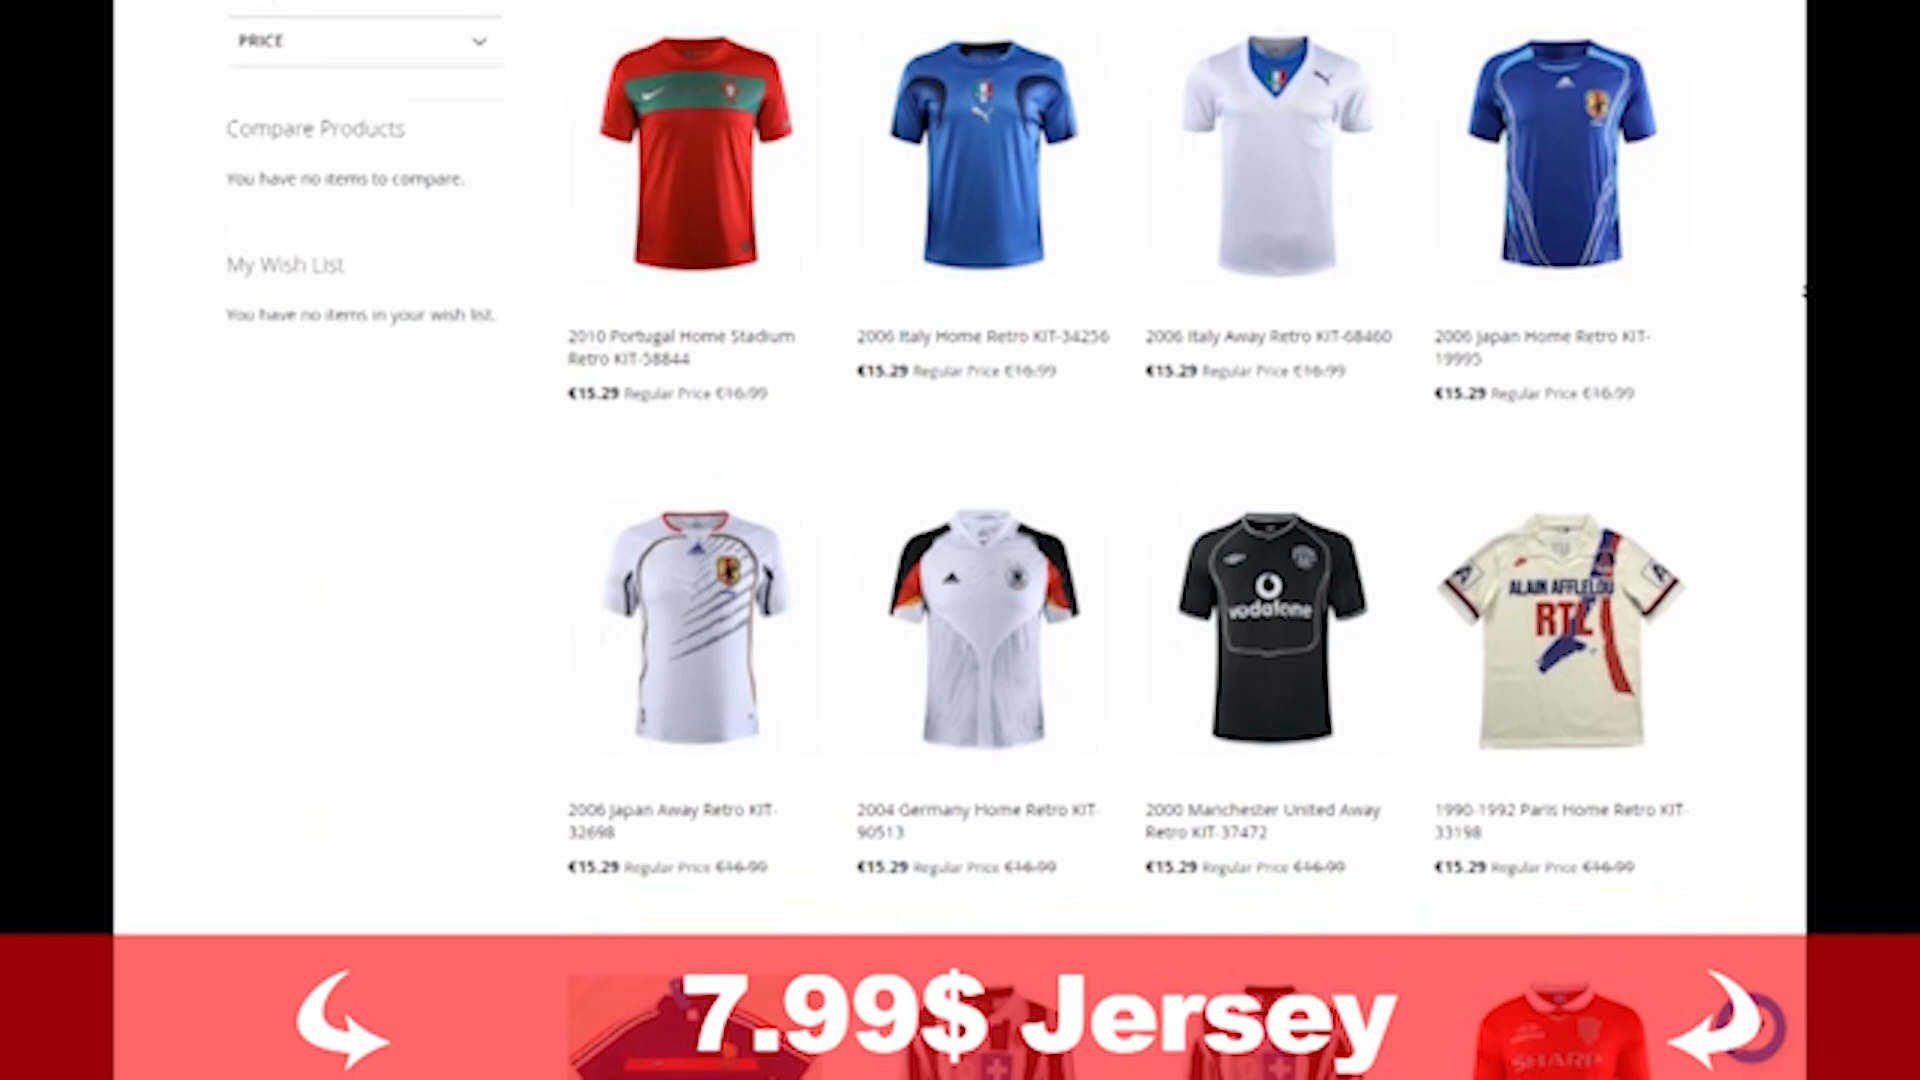 PRICE
Compare Products
You have no items to compare.
My Wish List
You have no items in your wish list.
2010 Portugal Home Stadium
Retro KIT-58844
€15.29 Regular Price €16.99
2006 Italy Home Retro KIT-34256
€15.29 Regular Price €16.99
2006 Italy Away Retro KIT-68460
€15.29 Regular Price €16.99
2006 Japan Home Retro KIT-
19995
€15.29 Regular Price €16.99
vodafone
ALAIN AFFLELOU
RTL
2006 Japan Away Retro KIT-
32698
€15.29 Regular Price €16.99
2004 Germany Home Retro KIT-
90513
€15.29 Regular Price €16.99
2000 Manchester United Away
Retro KIT-37472
€15.29 Regular Price €16.99
1990-1992 Paris Home Retro KIT-
33198
€15.29 Regular Price €16.99
7.99$ Jersey
SHARP